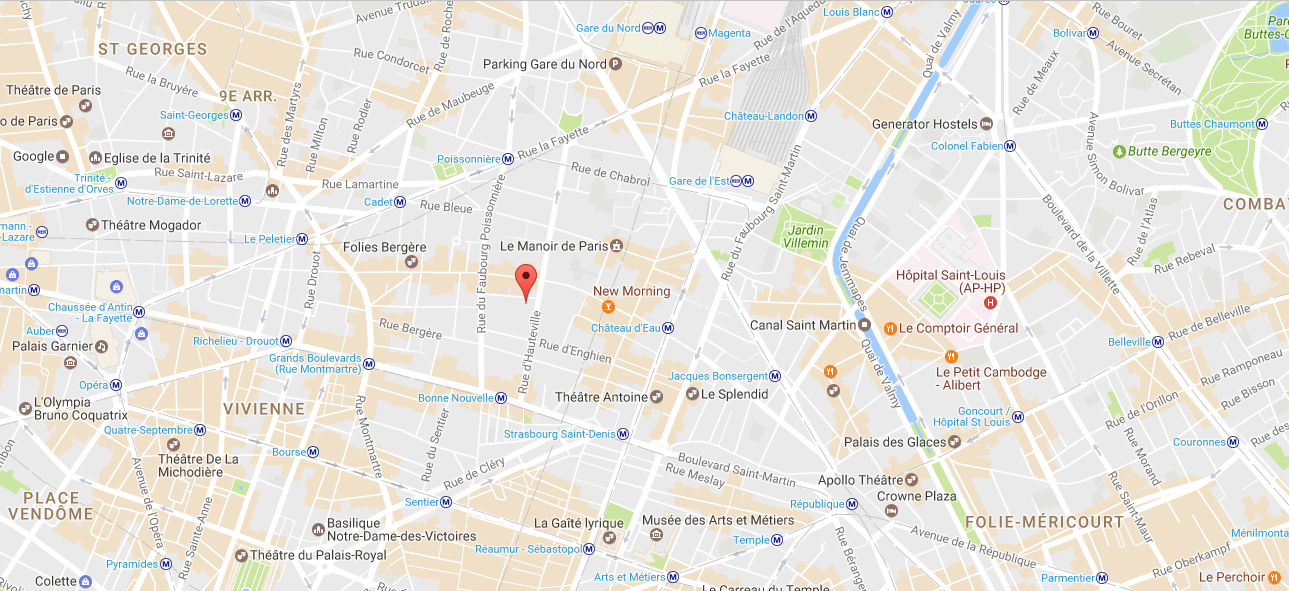 Louis Blanc
Rue Bouret
Avenue Trudai
Rue de Roche
Gare du Nord
Magenta
Rue de l'Aqueduc
Bolivar
ST GEORGES
Rue Condorcet
Parking Gare du Nord
Quai de Valmy
Rue la Fayette
Rue de Meaux
Avenue Secrétan
Rue la Bruyère
Théâtre de Paris
9E ARR.
Rue de Maubeuge
Saint-Georges
Rue des Martyrs
Rue Milton
Rue Rodier
Château-Landon
Generator Hostels
Buttes Chaumont
o de Paris
Google
Eglise de la Trinité
Rue Saint-Lazare
Poissonnière
Rue la Fayette
Colonel Fabien
Butte Bergeyre
Avenue Simon Bolivar
Trinité -
d'Estienne d'Orves
Rue Lamartine
Rue de Chabrol
Gare de l'Est
Rue du Faubourg Saint-Martin
Notre-Dame-de-Lorette
Cadet
Rue Bleue
COMBAT
Théâtre Mogador
mann -
-Lazare
Le Peletier
Folies Bergère
Rue du Faubourg Poissonnière
Le Manoir de Paris
Jardin
Villemin
Quai de Jemmapes
Boulevard de la Villette
Rue de l'Atlas
Rue Rebeval
Rue Drouot
New Morning
Hôpital Saint-Louis
(AP-HP)
martin
Chaussée d'Antin
- La Fayette
Auber
Palais Garnier
Rue Bergère
Richelieu - Drouot
Rue d'Hauteville
Château d'Eau
Canal Saint Martin
Le Comptoir Général
Rue de Belleville
Belleville
Grands Boulevards
(Rue Montmartre)
Rue d'Enghien
Quai de Valmy
Le Petit Cambodge
- Alibert
Rue Ramponeau
Opéra
Jacques Bonsergent
Rue Bisson
L'Olympia
Bruno Coquatrix
VIVIENNE
Bonne Nouvelle
Théâtre Antoine
Le Splendid
Rue de l'Orillon
Goncourt /
Hôpital St Louis
Quatre-Septembre
Rue Montmartre
Rue du Sentier
Strasbourg Saint-Denis
Palais des Glaces
Couronnes
Rue des
Théâtre De La
Michodière
Bourse
Rue de Cléry
Boulevard Saint-Martin
Rue Meslay
Rue Morand
Apollo Théâtre
Crowne Plaza
Rue Saint-Maur
PLACE
VENDÔME
Avenue de l'Opéra
Rue Sainte-Anne
Sentier
République
Basilique
Notre-Dame-des-Victoires
La Gaîté lyrique
Musée des Arts et Métiers
FOLIE-MÉRICOURT
Avenue de la République
Ménilmonta
Théâtre du Palais-Royal
Réaumur - Sébastopol
Temple
Rue Béranger
Rue Oberkampf
Pyramides
Colette
Arts et Métiers
Le Carreau du Temple
Parmentier
Le Perchoir